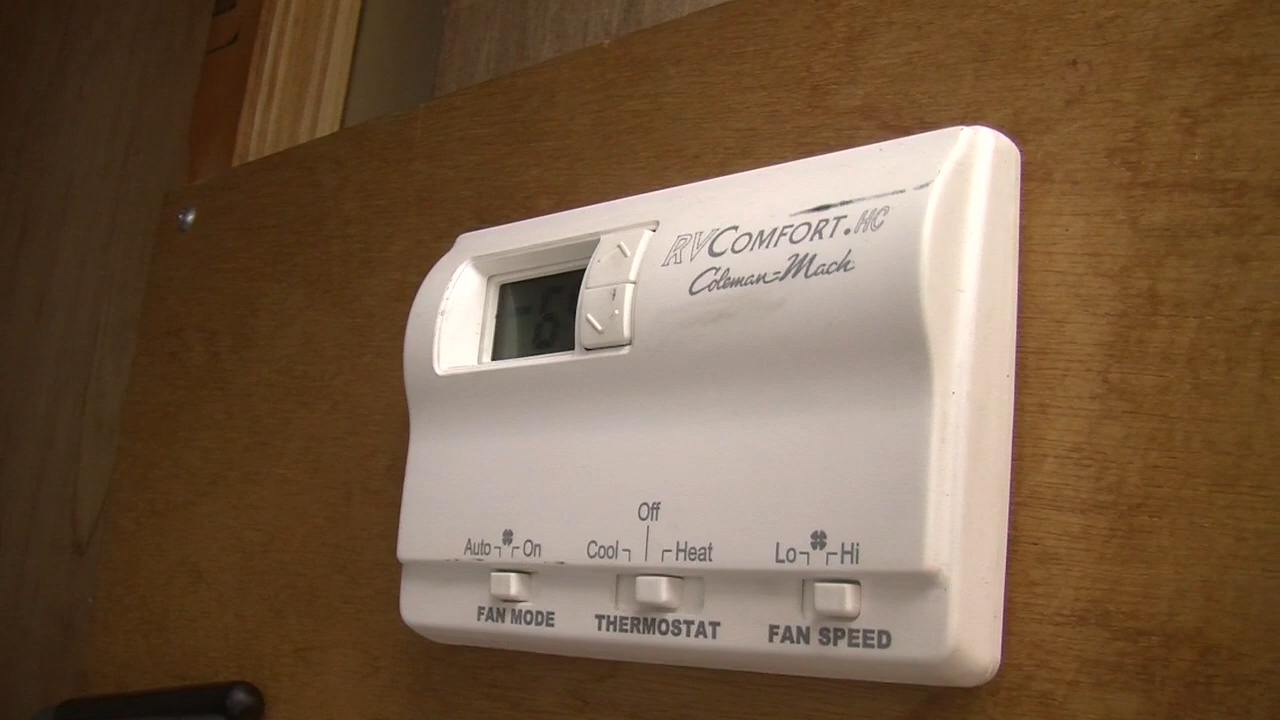 RVCOMFORT.HC
Coleman-Mach
Off
Auto On Cool Heat Lo Hi
FAN MODE THERMOSTAT FAN SPEED